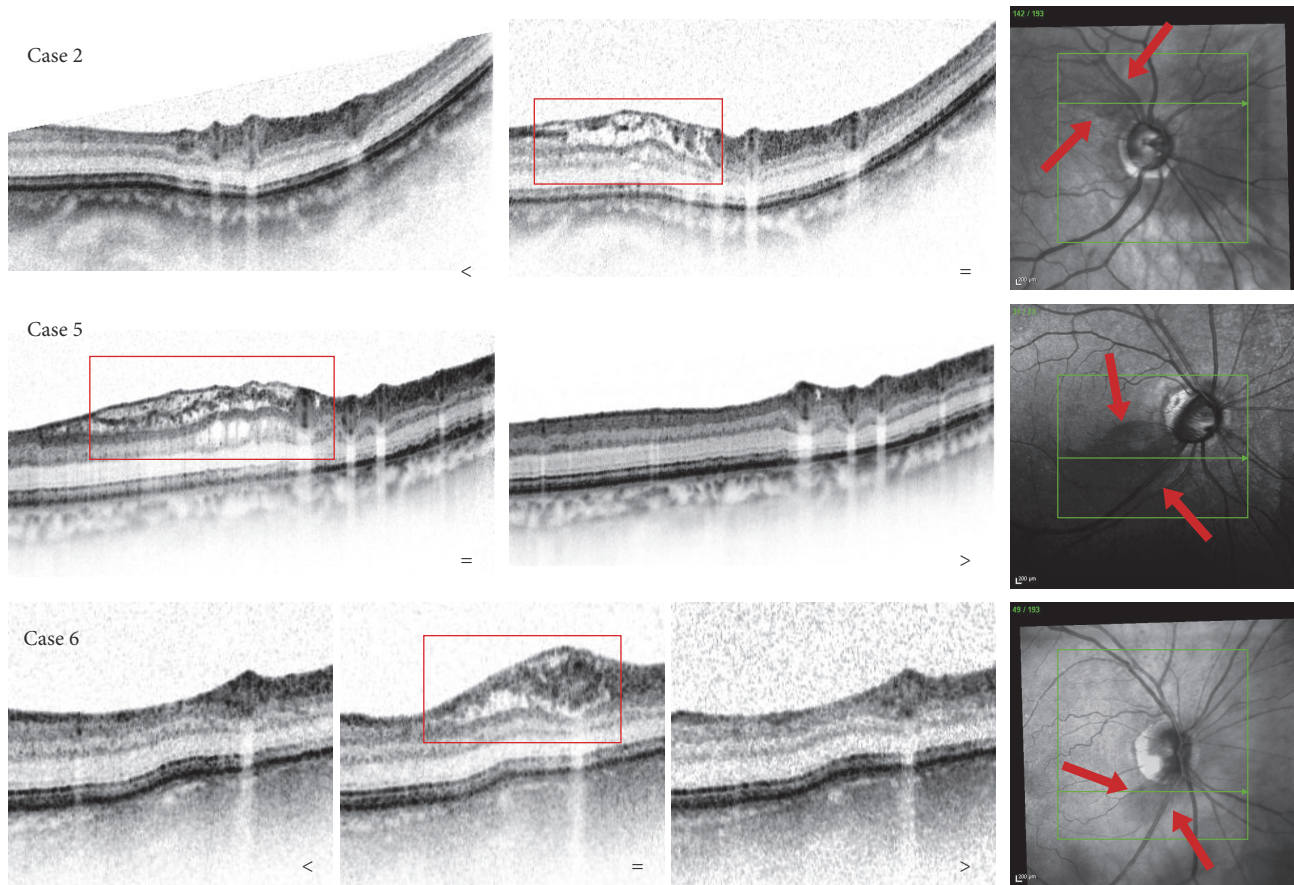 Case 2
<
=
142 / 193
200 µm
Case 5
=
>
200 µm
Case 6
<
=
>
49 / 193
200 µm